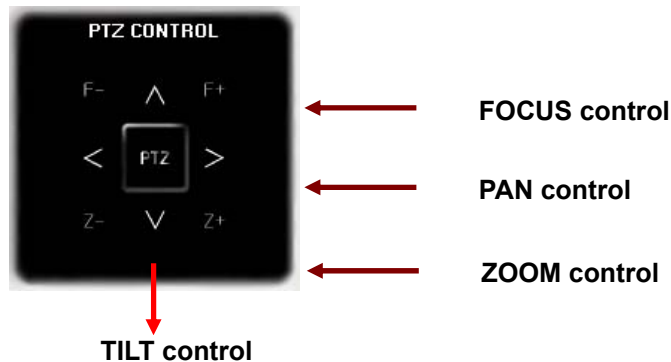 PTZ CONTROL
F- ∧ F+
FOCUS control
< PTZ >
PAN control
Z- ∨ Z+
ZOOM control
TILT control